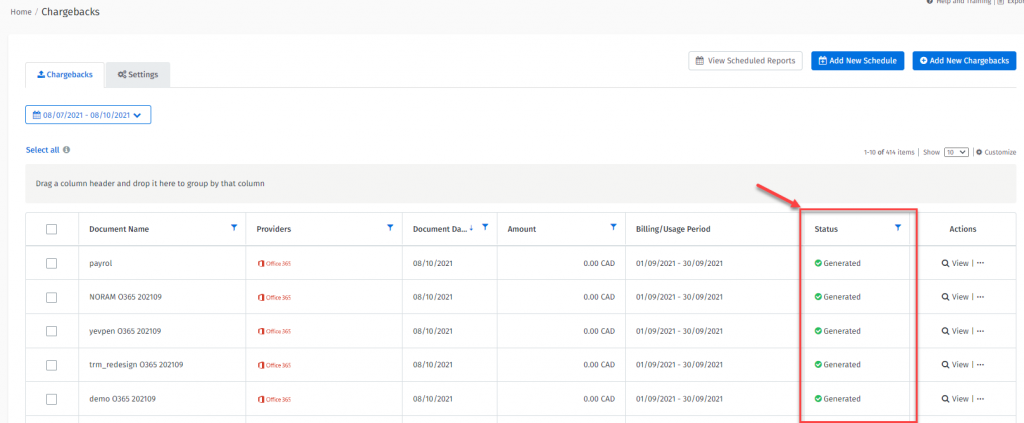 Help and Training | Expor
Home / Chargebacks
View Scheduled Reports
Add New Schedule
Add New Chargebacks
Chargebacks
Settings
08/07/2021 - 08/10/2021
Select all
1-10 of 414 items | Show 10 | Customize
Drag a column header and drop it here to group by that column
Document Name Providers Document Da... Amount Billing/Usage Period Status Actions
payrol Office 365 08/10/2021 0.00 CAD 01/09/2021 - 30/09/2021 Generated View | ···
NORAM O365 202109 Office 365 08/10/2021 0.00 CAD 01/09/2021 - 30/09/2021 Generated View | ···
yevpen O365 202109 Office 365 08/10/2021 0.00 CAD 01/09/2021 - 30/09/2021 Generated View | ···
trm_redesign O365 202109 Office 365 08/10/2021 0.00 CAD 01/09/2021 - 30/09/2021 Generated View | ···
demo O365 202109 Office 365 08/10/2021 0.00 CAD 01/09/2021 - 30/09/2021 Generated View | ···